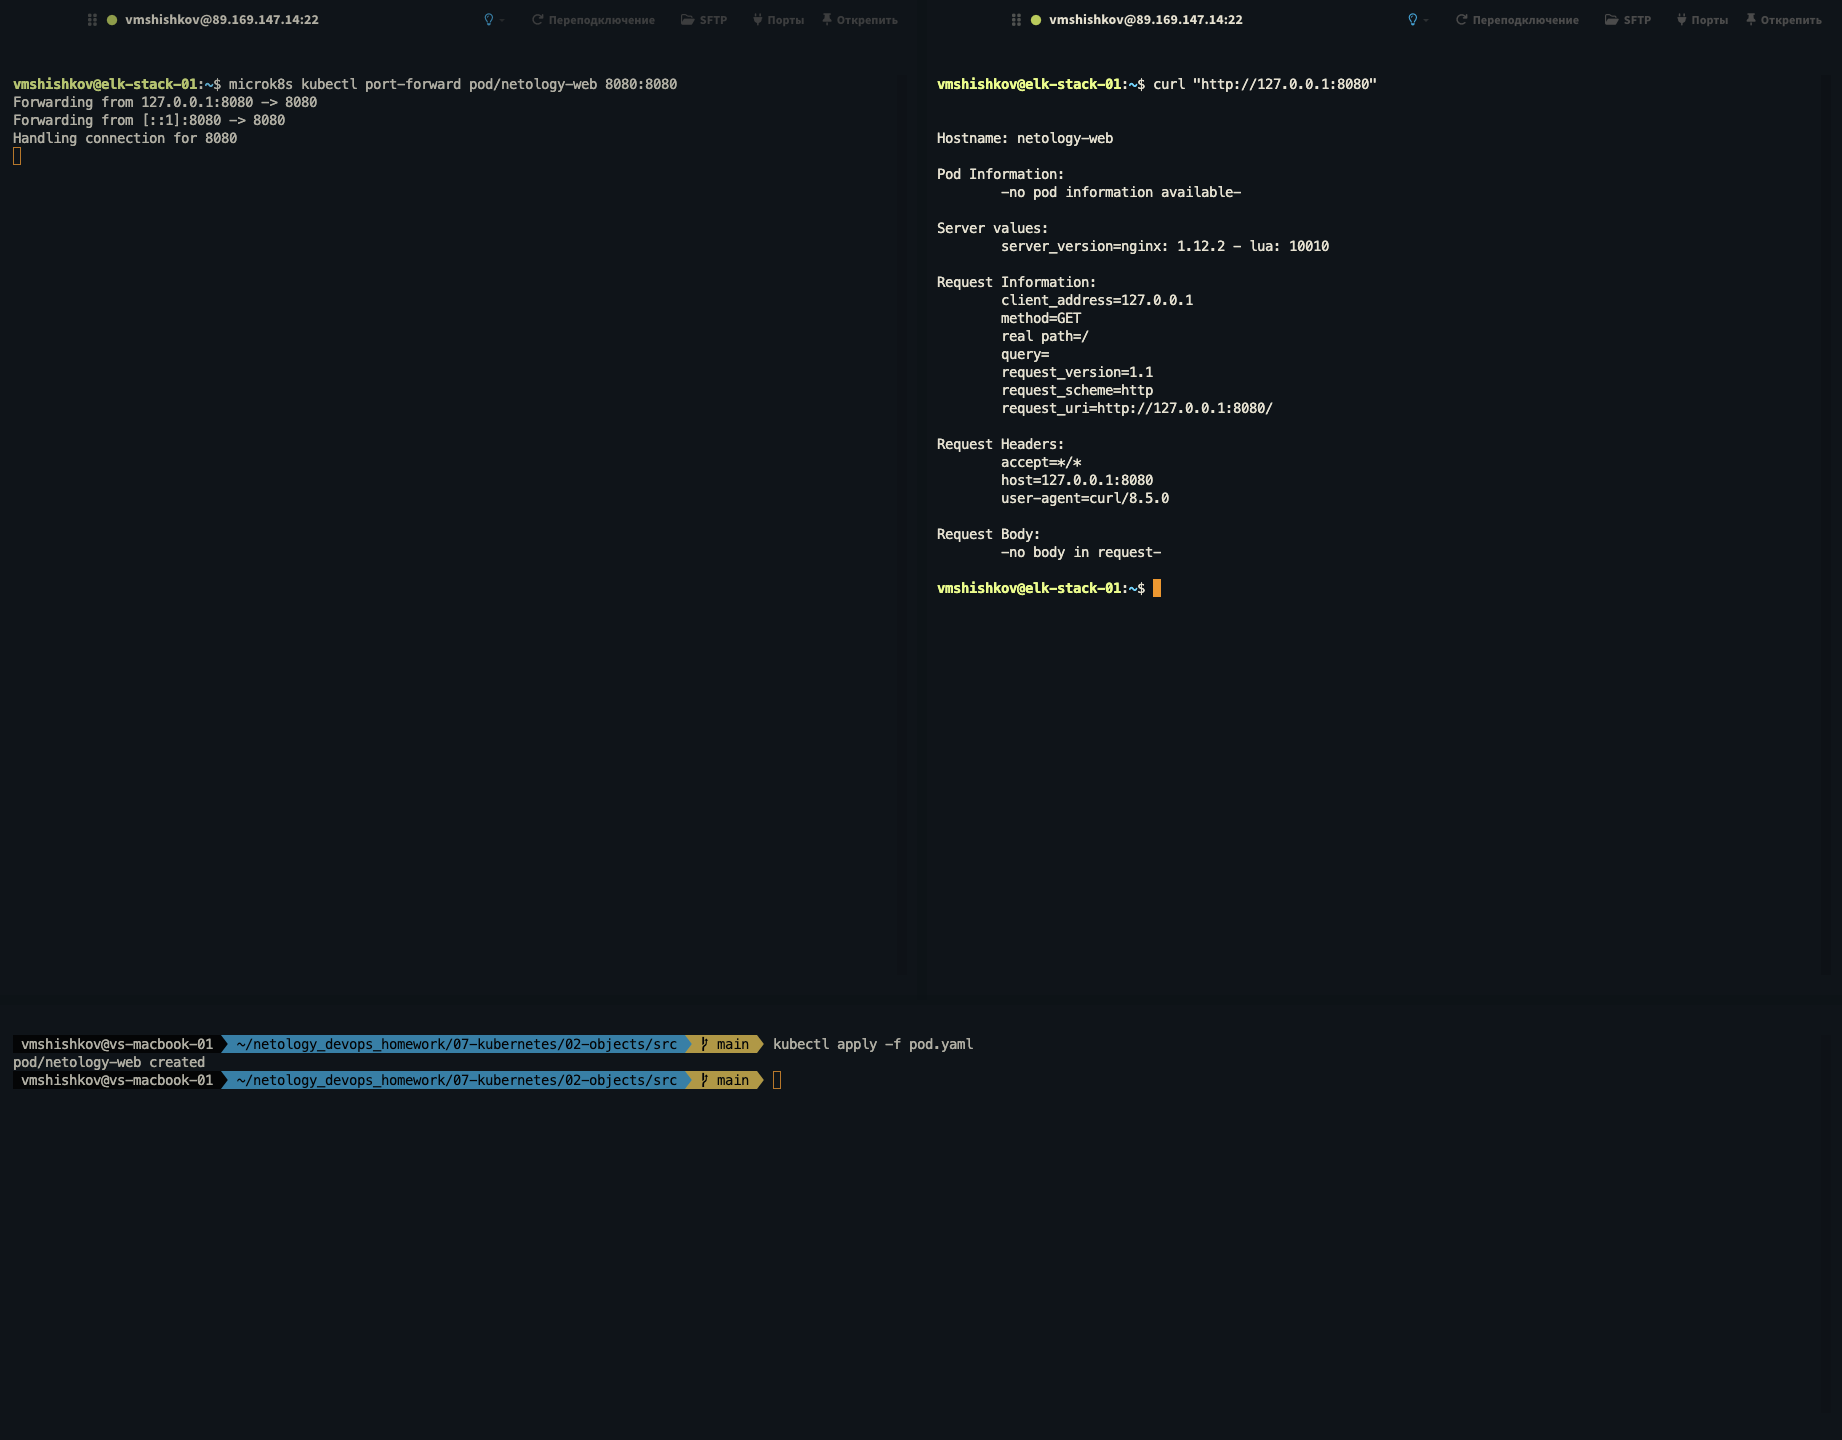 vmshishkov@89.169.147.14:22 Переподключение SFTP Порты Открепить
vmshishkov@elk-stack-01:~$ microk8s kubectl port-forward pod/netology-web 8080:8080
Forwarding from 127.0.0.1:8080 -> 8080
Forwarding from [::1]:8080 -> 8080
Handling connection for 8080
vmshishkov@89.169.147.14:22 Переподключение SFTP Порты Открепить
vmshishkov@elk-stack-01:~$ curl "http://127.0.0.1:8080"
Hostname: netology-web
Pod Information:
-no pod information available-
Server values:
server_version=nginx: 1.12.2 - lua: 10010
Request Information:
client_address=127.0.0.1
method=GET
real path=/
query=
request_version=1.1
request_scheme=http
request_uri=http://127.0.0.1:8080/
Request Headers:
accept=*/*
host=127.0.0.1:8080
user-agent=curl/8.5.0
Request Body:
-no body in request-
vmshishkov@elk-stack-01:~$
vmshishkov@vs-macbook-01 ~/netology_devops_homework/07-kubernetes/02-objects/src main kubectl apply -f pod.yaml
pod/netology-web created
vmshishkov@vs-macbook-01 ~/netology_devops_homework/07-kubernetes/02-objects/src main